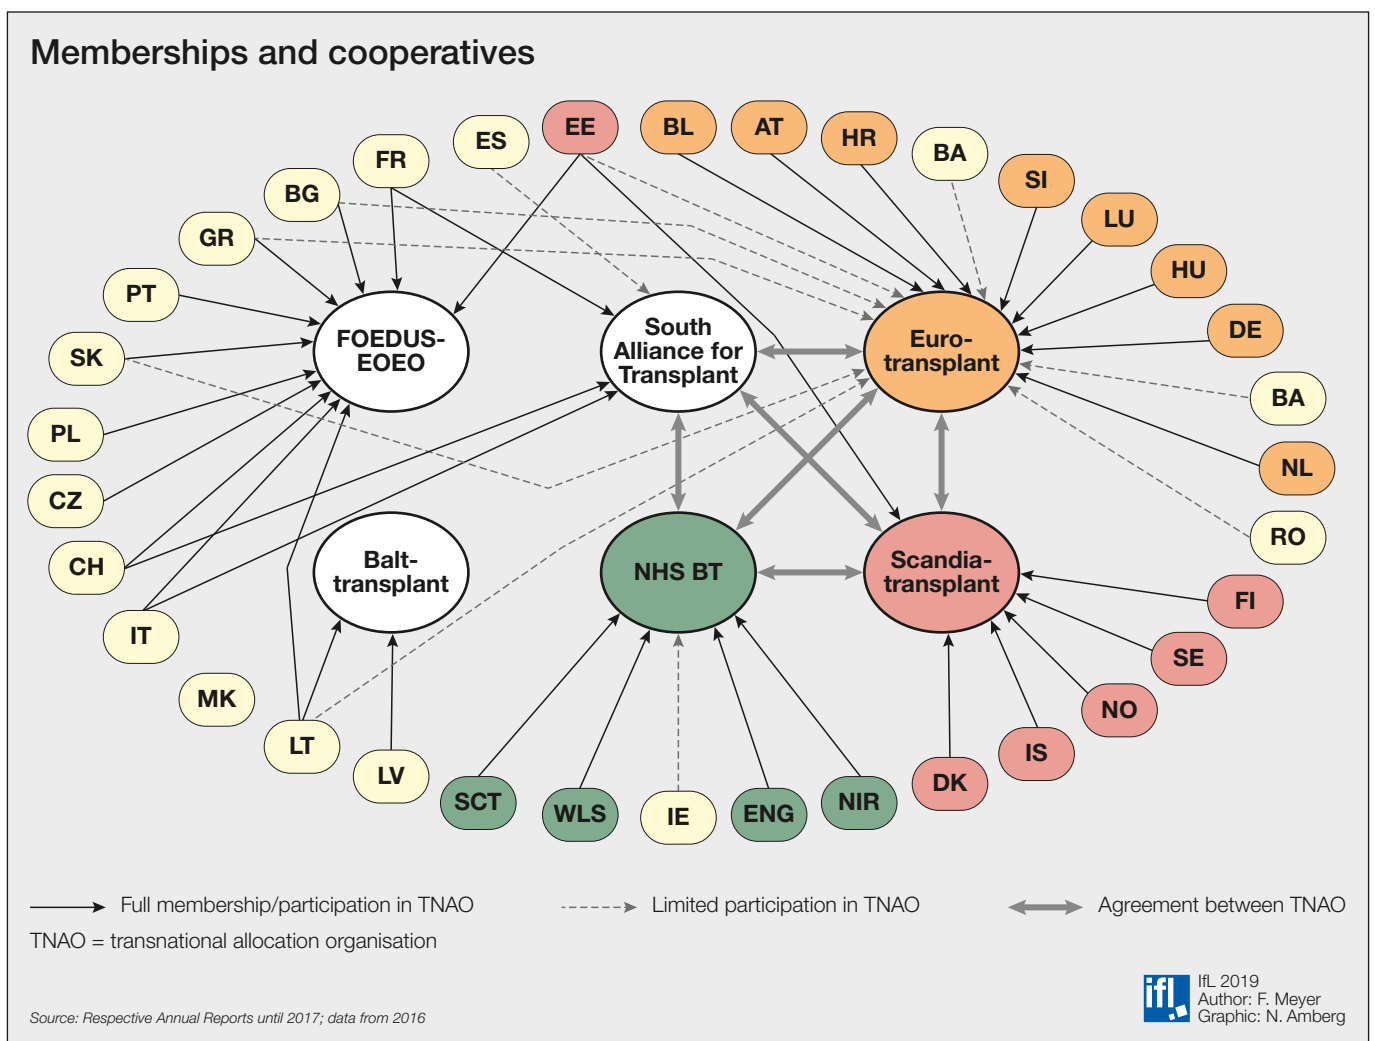 Memberships and cooperatives
ES
EE
BL
AT
HR
BA
FR
SI
BG
LU
GR
HU
PT
DE
SK
BA
PL
NL
CZ
RO
CH
FI
IT
SE
MK
NO
LT
IS
LV
DK
SCT
WLS
IE
ENG
NIR
FOEDUS-
EOEO
South
Alliance for
Transplant
Euro-
transplant
Balt-
transplant
NHS BT
Scandia-
transplant
Full membership/participation in TNAO
Limited participation in TNAO
Agreement between TNAO
TNAO = transnational allocation organisation
ifl
IfL 2019
Author: F. Meyer
Graphic: N. Amberg
Source: Respective Annual Reports until 2017; data from 2016